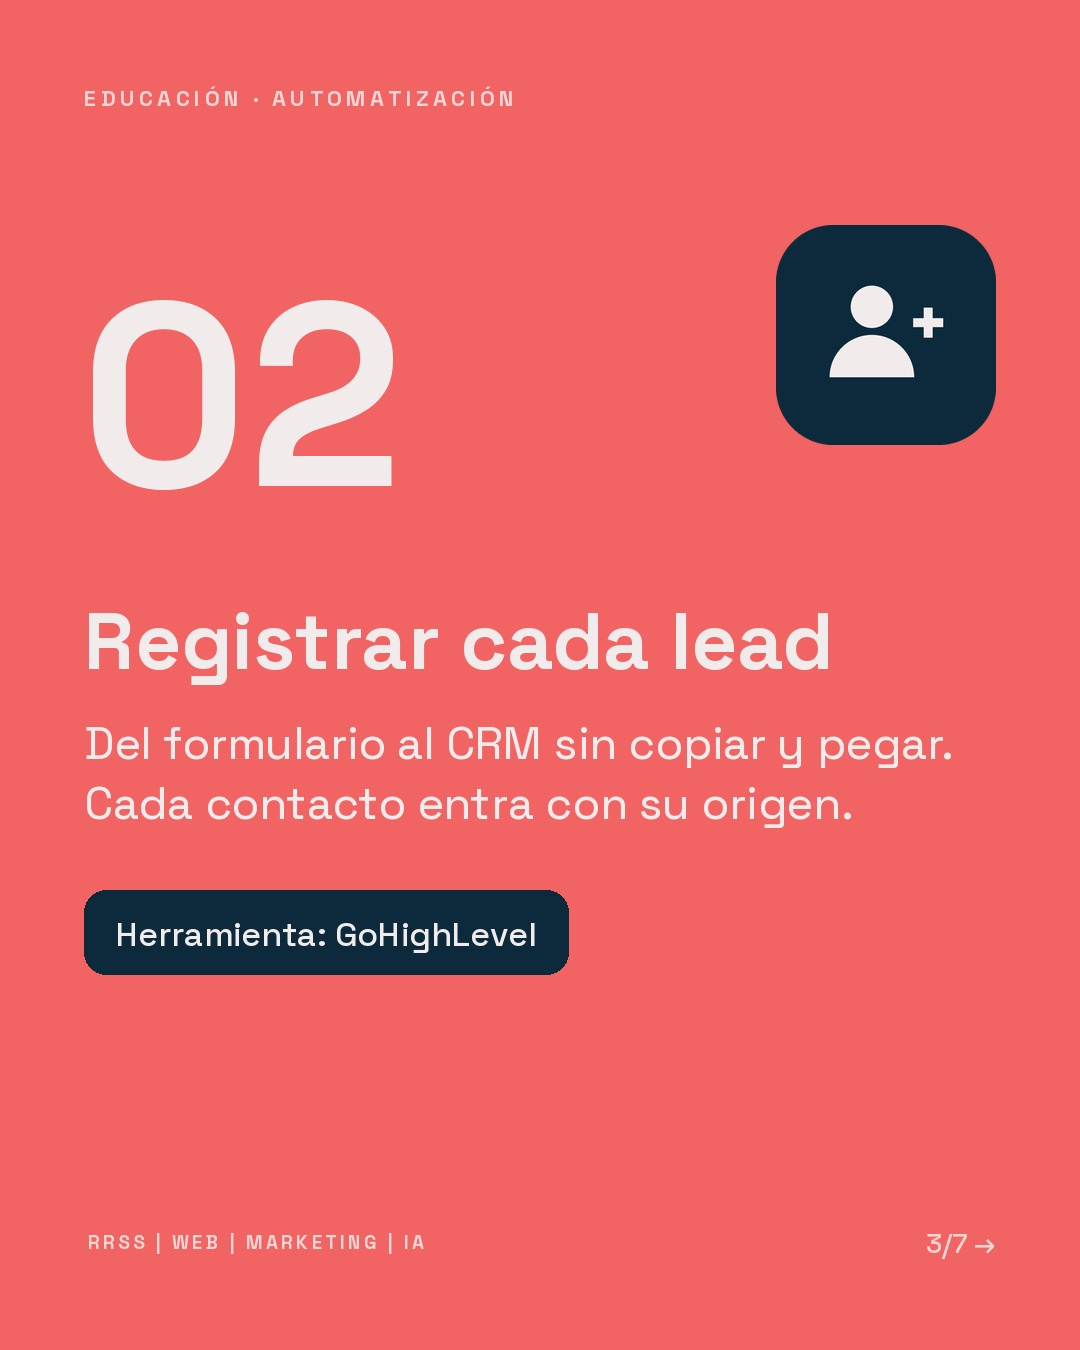 EDUCACIÓN · AUTOMATIZACIÓN
02
Registrar cada lead
Del formulario al CRM sin copiar y pegar.
Cada contacto entra con su origen.
Herramienta: GoHighLevel
RRSS | WEB | MARKETING | IA
3/7 →